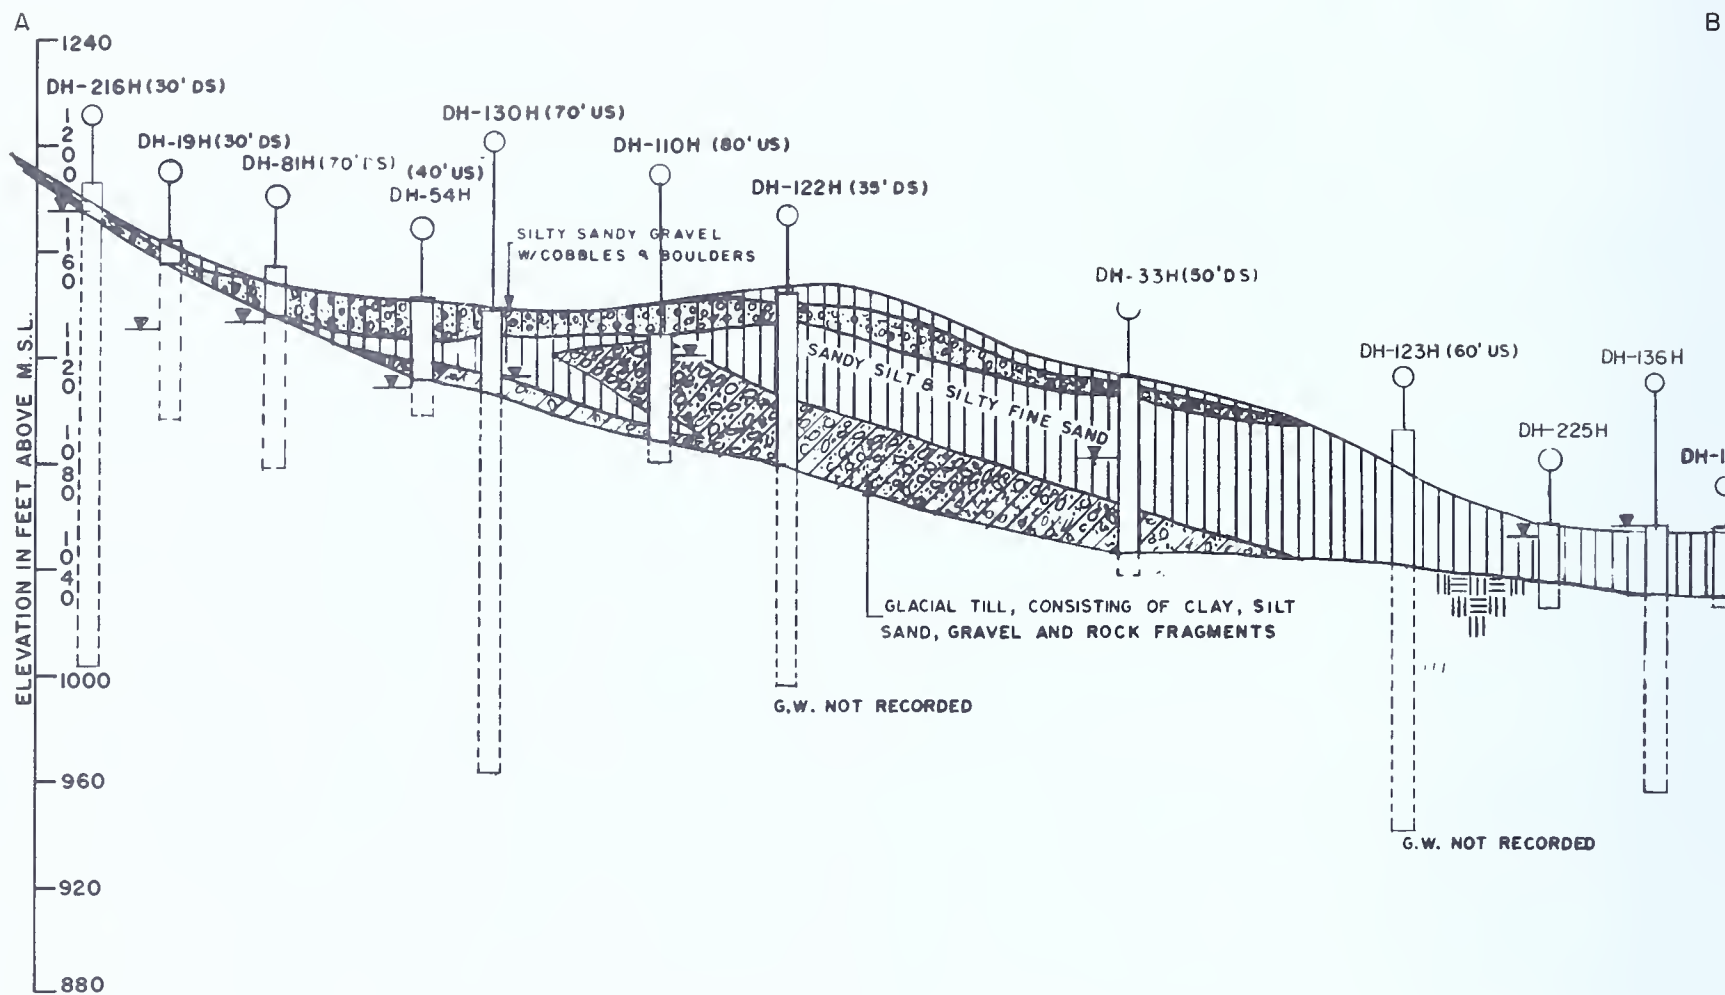 A
B
1240
1200
1160
1120
1080
1040
1000
960
920
880
ELEVATION IN FEET ABOVE M.S.L.
DH-216H (30' DS)
DH-19H (30' DS)
DH-81H (70' DS)
(40' US)
DH-54H
DH-130H (70' US)
SILTY SANDY GRAVEL
W/COBBLES & BOULDERS
DH-110H (80' US)
DH-122H (35' DS)
DH-33H (50' DS)
DH-123H (60' US)
DH-225H
DH-136H
DH-1
SANDY SILT & SILTY FINE SAND
GLACIAL TILL, CONSISTING OF CLAY, SILT
SAND, GRAVEL AND ROCK FRAGMENTS
G.W. NOT RECORDED
G.W. NOT RECORDED